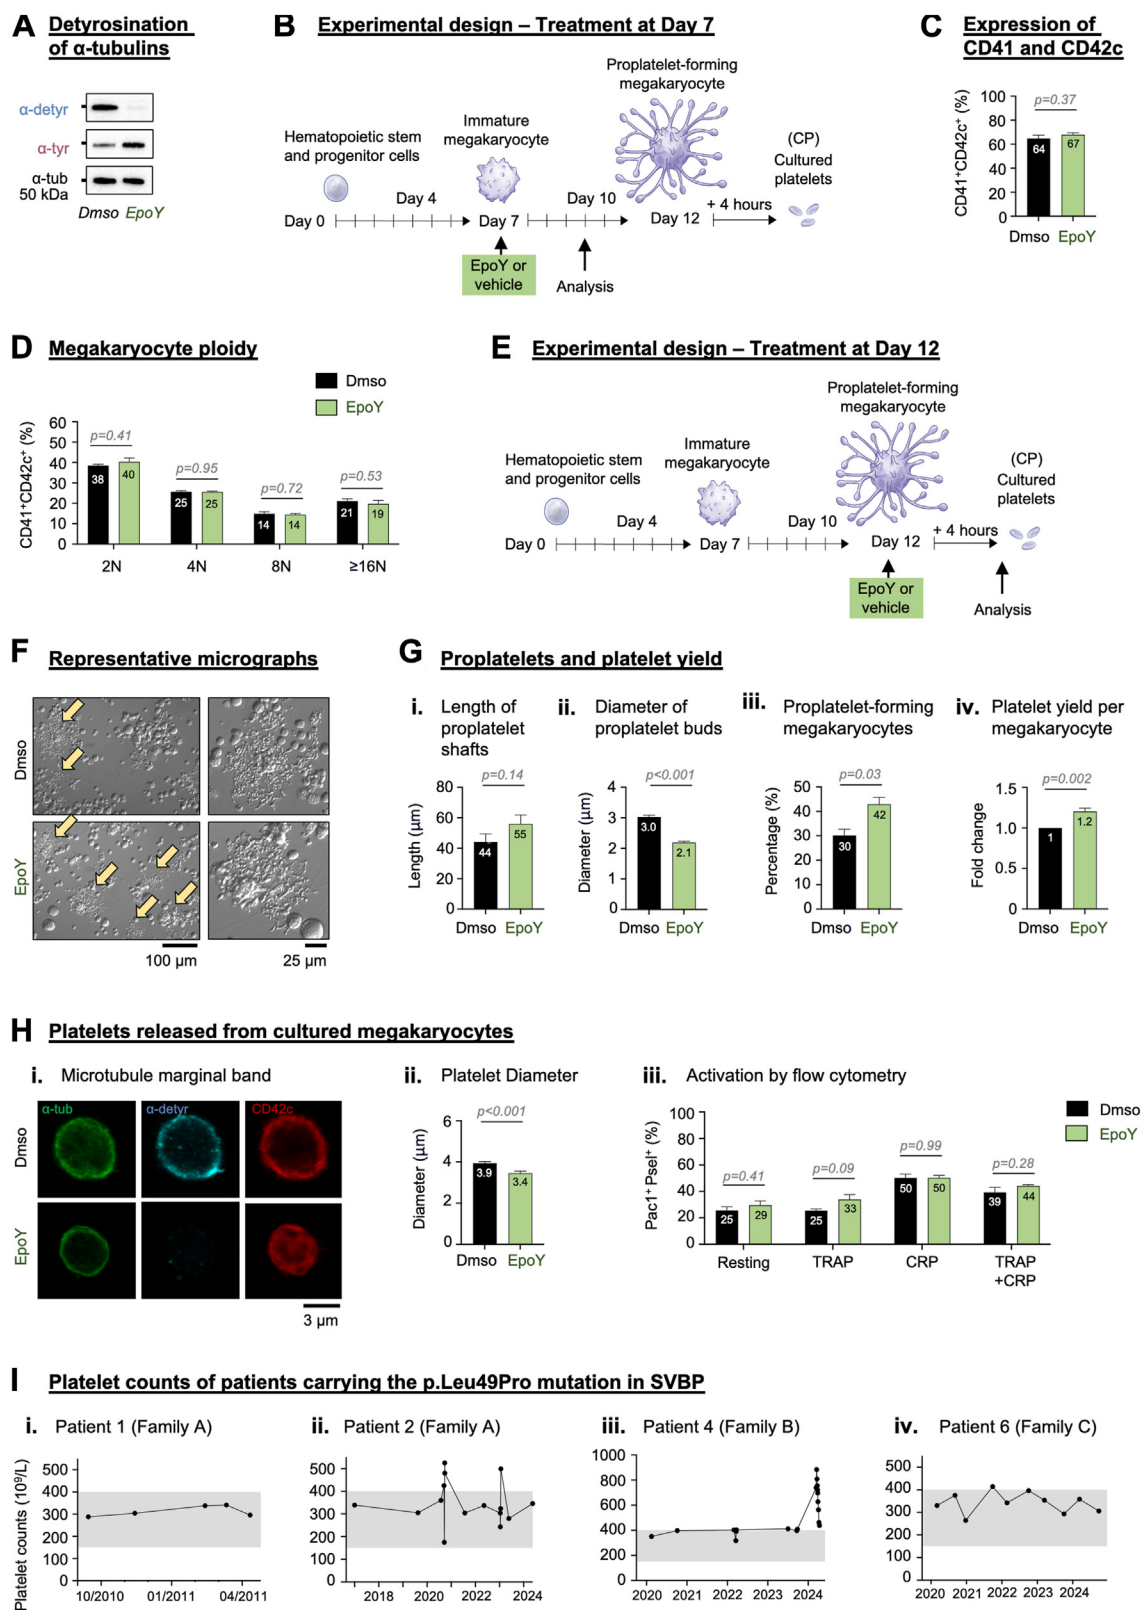 A Detyrosination of α-tubulins
α-detyr
α-tyr
α-tub
50 kDa
Dmso EpoY
B Experimental design – Treatment at Day 7
Proplatelet-forming
megakaryocyte
Hematopoietic stem
and progenitor cells
Immature
megakaryocyte
(CP)
Cultured
platelets
Day 0
Day 4
Day 7
Day 10
Day 12
+ 4 hours
EpoY or
vehicle
Analysis
C Expression of
CD41 and CD42c
CD41⁺CD42c⁺ (%)
100
80
60
40
20
0
p=0.37
64
67
Dmso EpoY
D Megakaryocyte ploidy
Dmso
EpoY
CD41⁺CD42c⁺ (%)
60
50
40
30
20
10
0
p=0.41
p=0.95
p=0.72
p=0.53
38
40
25
25
14
14
21
19
2N
4N
8N
≥16N
E Experimental design – Treatment at Day 12
Proplatelet-forming
megakaryocyte
Immature
megakaryocyte
Hematopoietic stem
and progenitor cells
(CP)
Cultured
platelets
Day 0
Day 4
Day 7
Day 10
Day 12
+ 4 hours
EpoY or
vehicle
Analysis
F Representative micrographs
Dmso
EpoY
100 µm
25 µm
G Proplatelets and platelet yield
i. Length of
proplatelet
shafts
Length (µm)
80
60
40
20
0
p=0.14
44
55
Dmso EpoY
ii. Diameter of
proplatelet buds
Diameter (µm)
4
3
2
1
0
p<0.001
3.0
2.1
Dmso EpoY
iii. Proplatelet-forming
megakaryocytes
Percentage (%)
50
40
30
20
10
0
p=0.03
30
42
Dmso EpoY
iv. Platelet yield per
megakaryocyte
Fold change
1.5
1.0
0.5
0
p=0.002
1
1.2
Dmso EpoY
H Platelets released from cultured megakaryocytes
i. Microtubule marginal band
α-tub
α-detyr
CD42c
Dmso
EpoY
3 µm
ii. Platelet Diameter
Diameter (µm)
6
4
2
0
p<0.001
3.9
3.4
Dmso EpoY
iii. Activation by flow cytometry
Dmso
EpoY
Pac1⁺ Psel⁺ (%)
100
80
60
40
20
0
p=0.41
p=0.09
p=0.99
p=0.28
25
29
25
33
50
50
39
44
Resting
TRAP
CRP
TRAP
+CRP
I Platelet counts of patients carrying the p.Leu49Pro mutation in SVBP
i. Patient 1 (Family A)
Platelet counts (10⁹/L)
500
400
300
200
100
0
10/2010
01/2011
04/2011
ii. Patient 2 (Family A)
500
400
300
200
100
0
2018
2020
2022
2024
iii. Patient 4 (Family B)
1000
800
600
400
200
0
2020
2021
2022
2023
2024
iv. Patient 6 (Family C)
500
400
300
200
100
0
2020
2021
2022
2023
2024